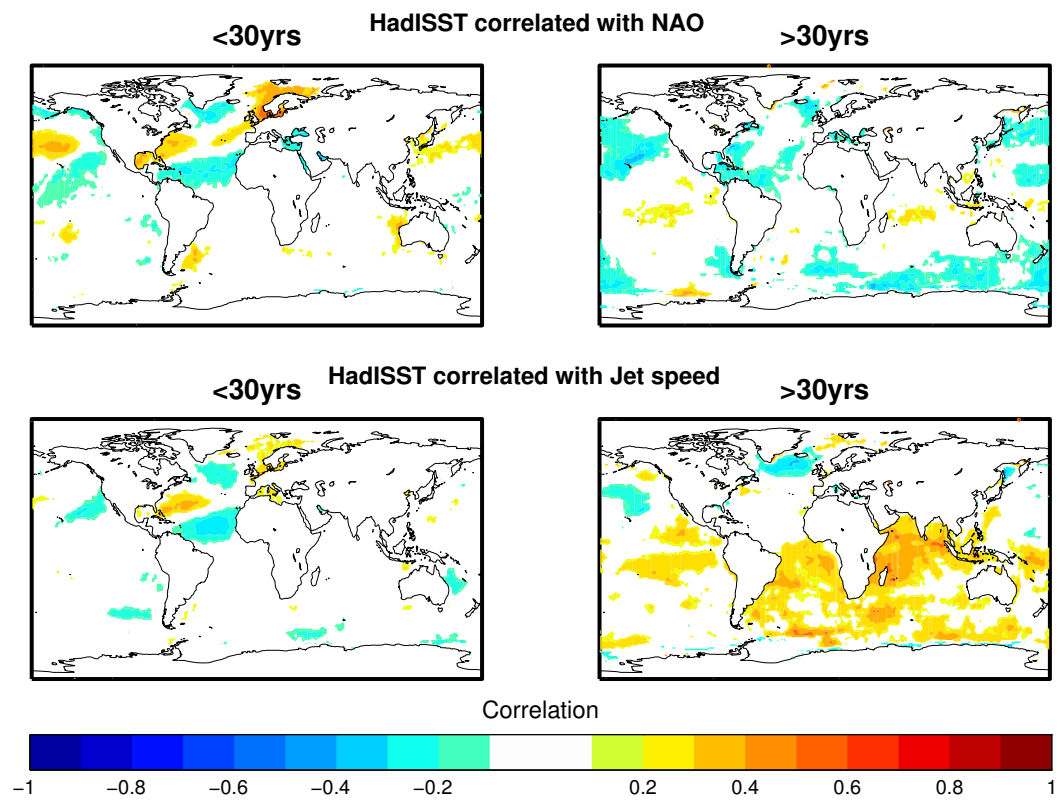 HadISST correlated with NAO
<30yrs >30yrs
HadISST correlated with Jet speed
<30yrs >30yrs
Correlation
−1 −0.8 −0.6 −0.4 −0.2 0.2 0.4 0.6 0.8 1